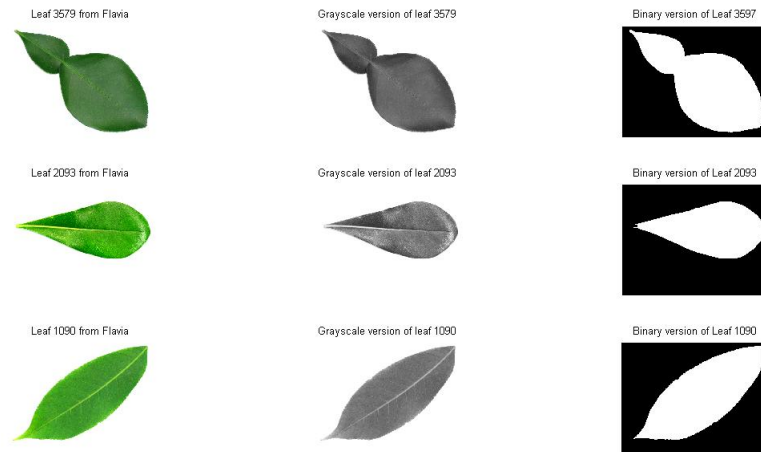 Leaf 3579 from Flavia
Grayscale version of leaf 3579
Binary version of Leaf 3597
Leaf 2093 from Flavia
Grayscale version of leaf 2093
Binary version of Leaf 2093
Leaf 1090 from Flavia
Grayscale version of leaf 1090
Binary version of Leaf 1090